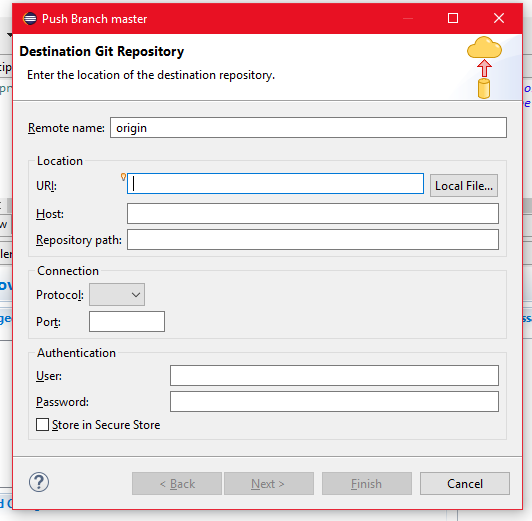 Push Branch master
Destination Git Repository
Enter the location of the destination repository.
Remote name: origin
Location
URI:
Local File...
Host:
Repository path:
Connection
Protocol:
Port:
Authentication
User:
Password:
Store in Secure Store
< Back
Next >
Finish
Cancel